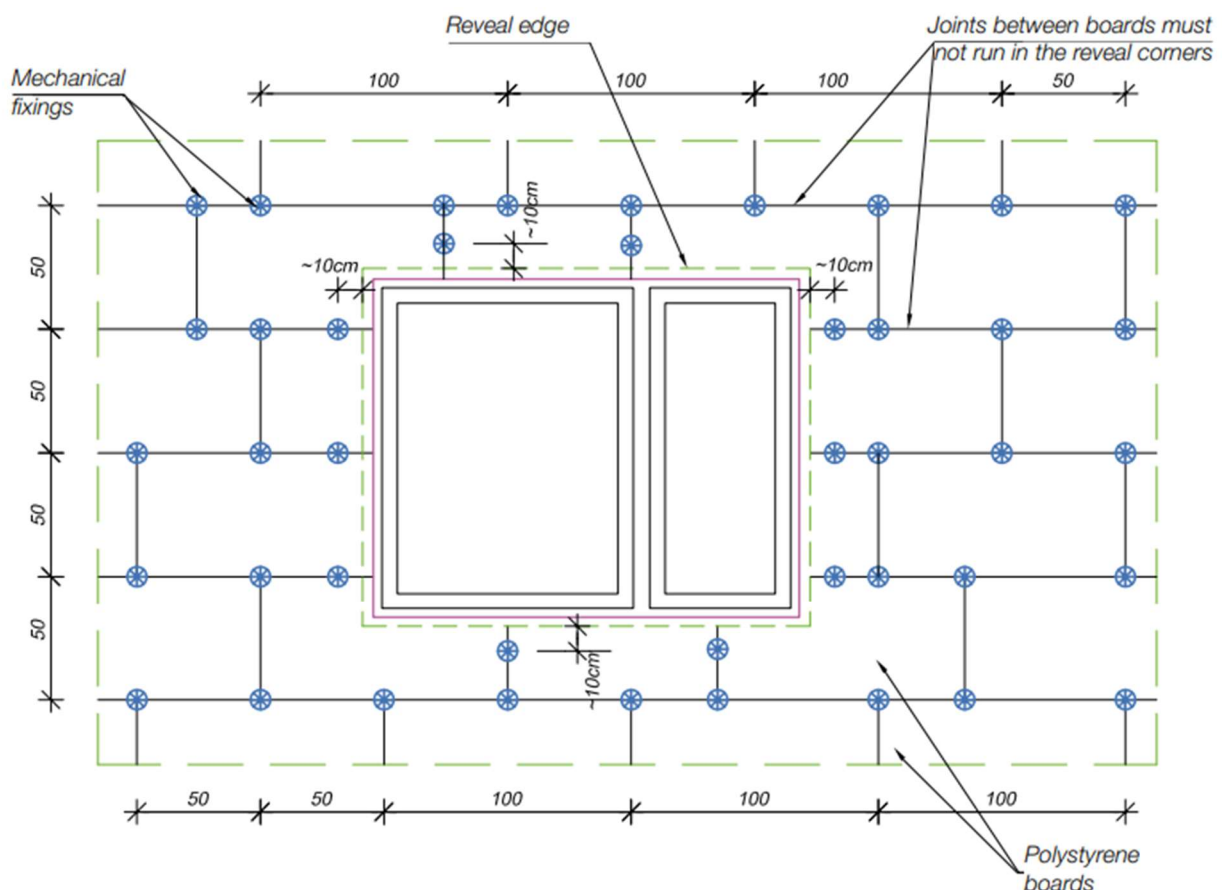 Reveal edge
Joints between boards must
not run in the reveal corners
Mechanical
fixings
100
100
100
50
~10cm
~10cm
~10cm
50
50
50
50
~10cm
50
50
100
100
100
Polystyrene
boards